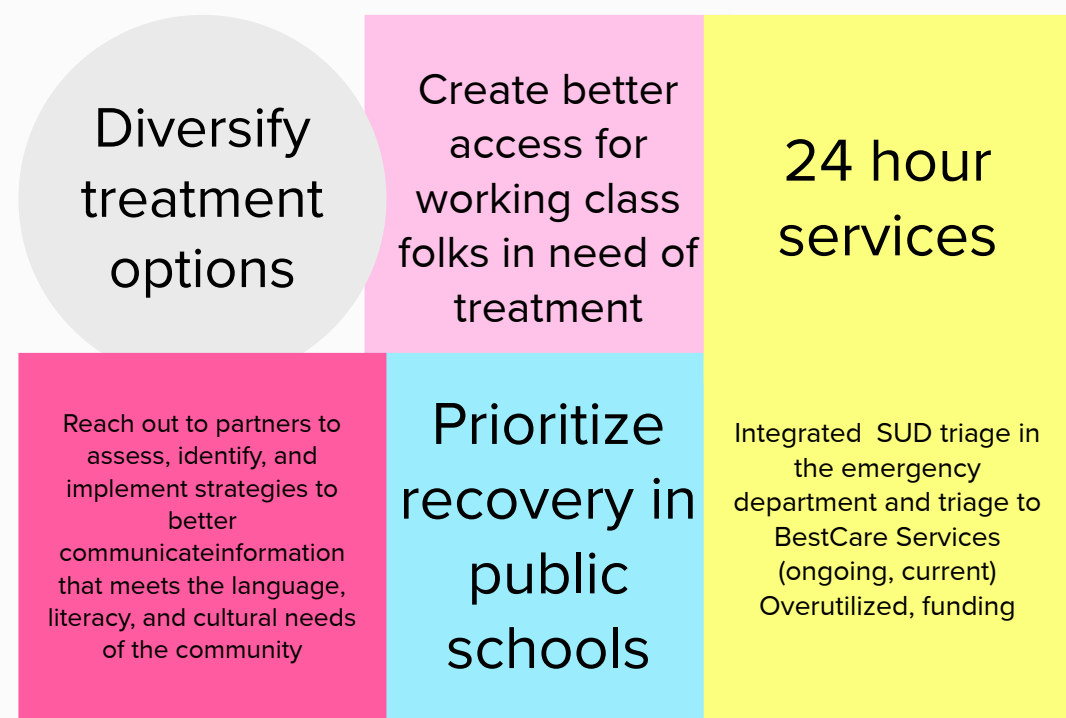 Diversify
treatment
options
Create better
access for
working class
folks in need of
treatment
24 hour
services
Reach out to partners to
assess, identify, and
implement strategies to
better
communicateinformation
that meets the language,
literacy, and cultural needs
of the community
Prioritize
recovery in
public
schools
Integrated  SUD triage in
the emergency
department and triage to
BestCare Services
(ongoing, current)
Overutilized, funding